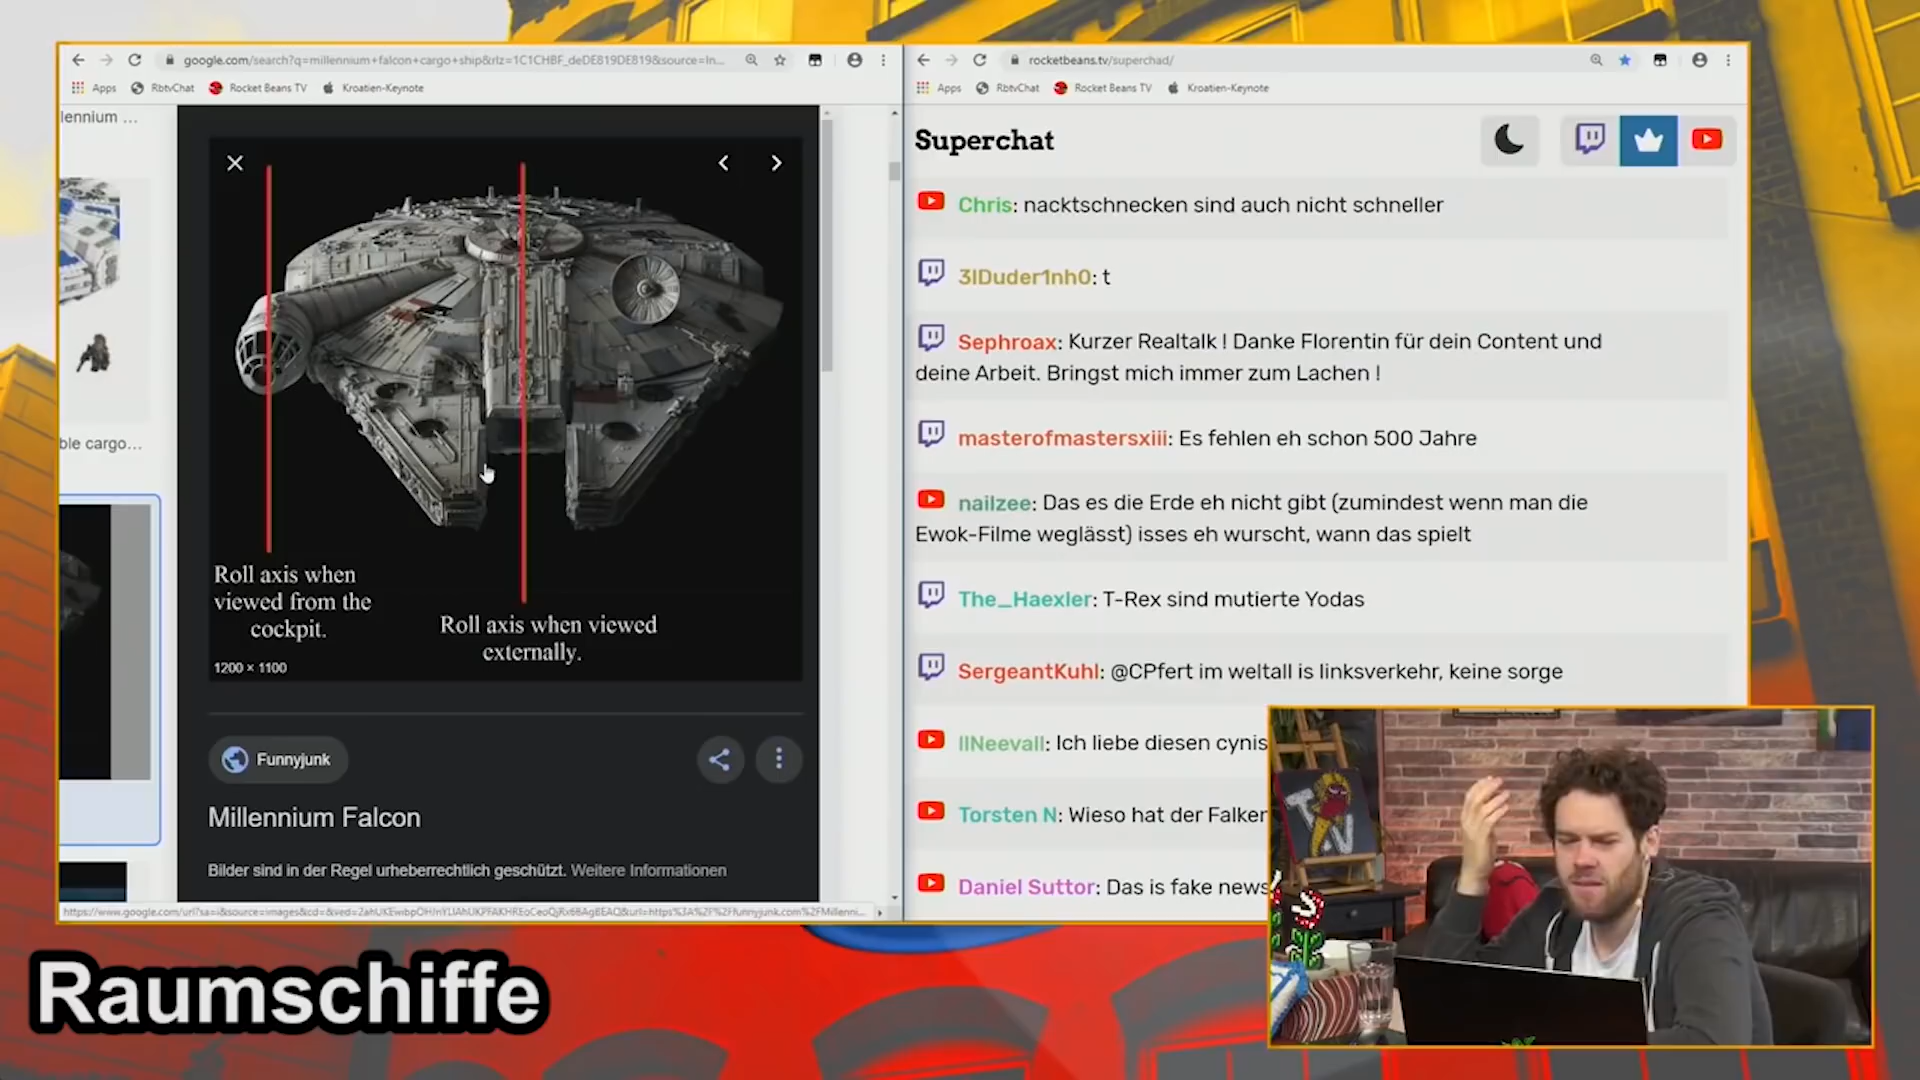 google.com/search?q=millennium+falcon+cargo+ship&rlz=1C1CHBF_deDE819DE819&source=ln...
Apps RbtvChat Rocket Beans TV Kroatien-Keynote
lennium ...
ble cargo...
Roll axis when
viewed from the
cockpit.
Roll axis when viewed
externally.
1200 × 1100
Funnyjunk
Millennium Falcon
Bilder sind in der Regel urheberrechtlich geschützt. Weitere Informationen
rocketbeans.tv/superchad/
Apps RbtvChat Rocket Beans TV Kroatien-Keynote
Superchat
Chris: nacktschnecken sind auch nicht schneller
3lDuder1nh0: t
Sephroax: Kurzer Realtalk ! Danke Florentin für dein Content und
deine Arbeit. Bringst mich immer zum Lachen !
masterofmastersxiii: Es fehlen eh schon 500 Jahre
nailzee: Das es die Erde eh nicht gibt (zumindest wenn man die
Ewok-Filme weglässt) isses eh wurscht, wann das spielt
The_Haexler: T-Rex sind mutierte Yodas
SergeantKuhl: @CPfert im weltall is linksverkehr, keine sorge
llNeevall: Ich liebe diesen cynis
Torsten N: Wieso hat der Falken
Daniel Suttor: Das is fake news
Raumschiffe